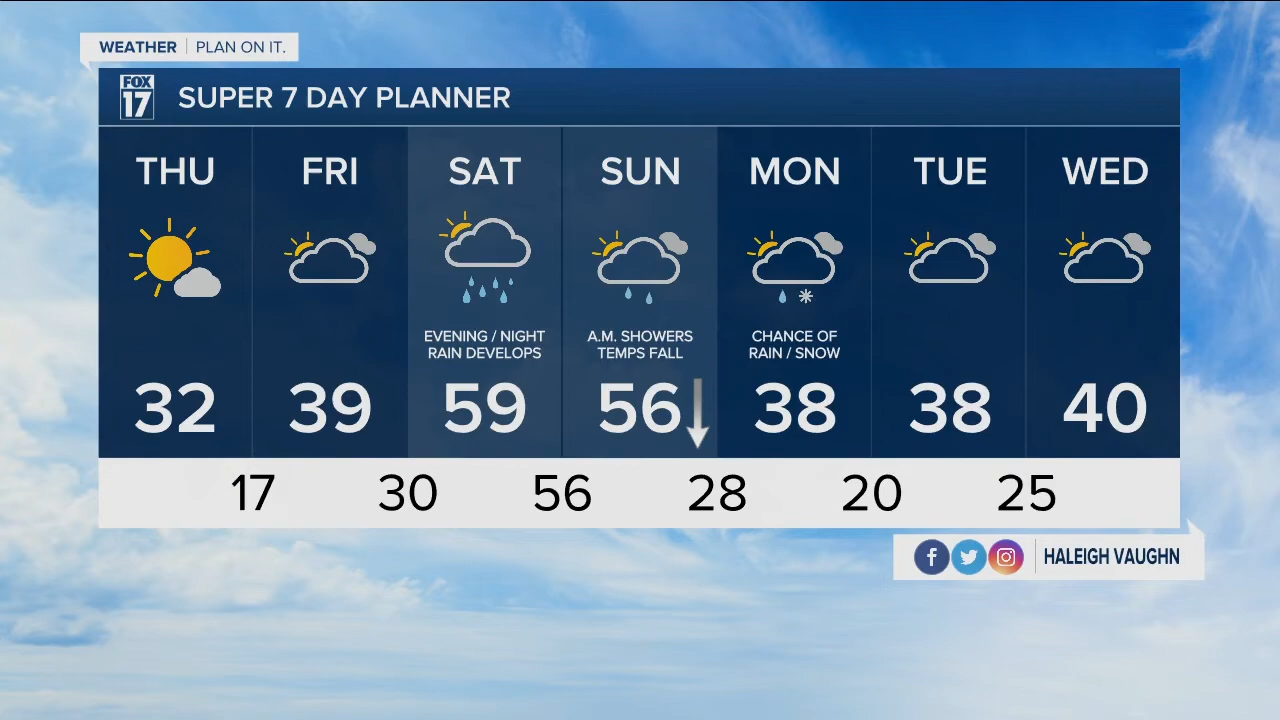 WEATHER | PLAN ON IT.
FOX
17
SUPER 7 DAY PLANNER
THU FRI SAT SUN MON TUE WED
EVENING / NIGHT
RAIN DEVELOPS
A.M. SHOWERS
TEMPS FALL
CHANCE OF
RAIN / SNOW
32 39 59 56 38 38 40
17 30 56 28 20 25
HALEIGH VAUGHN